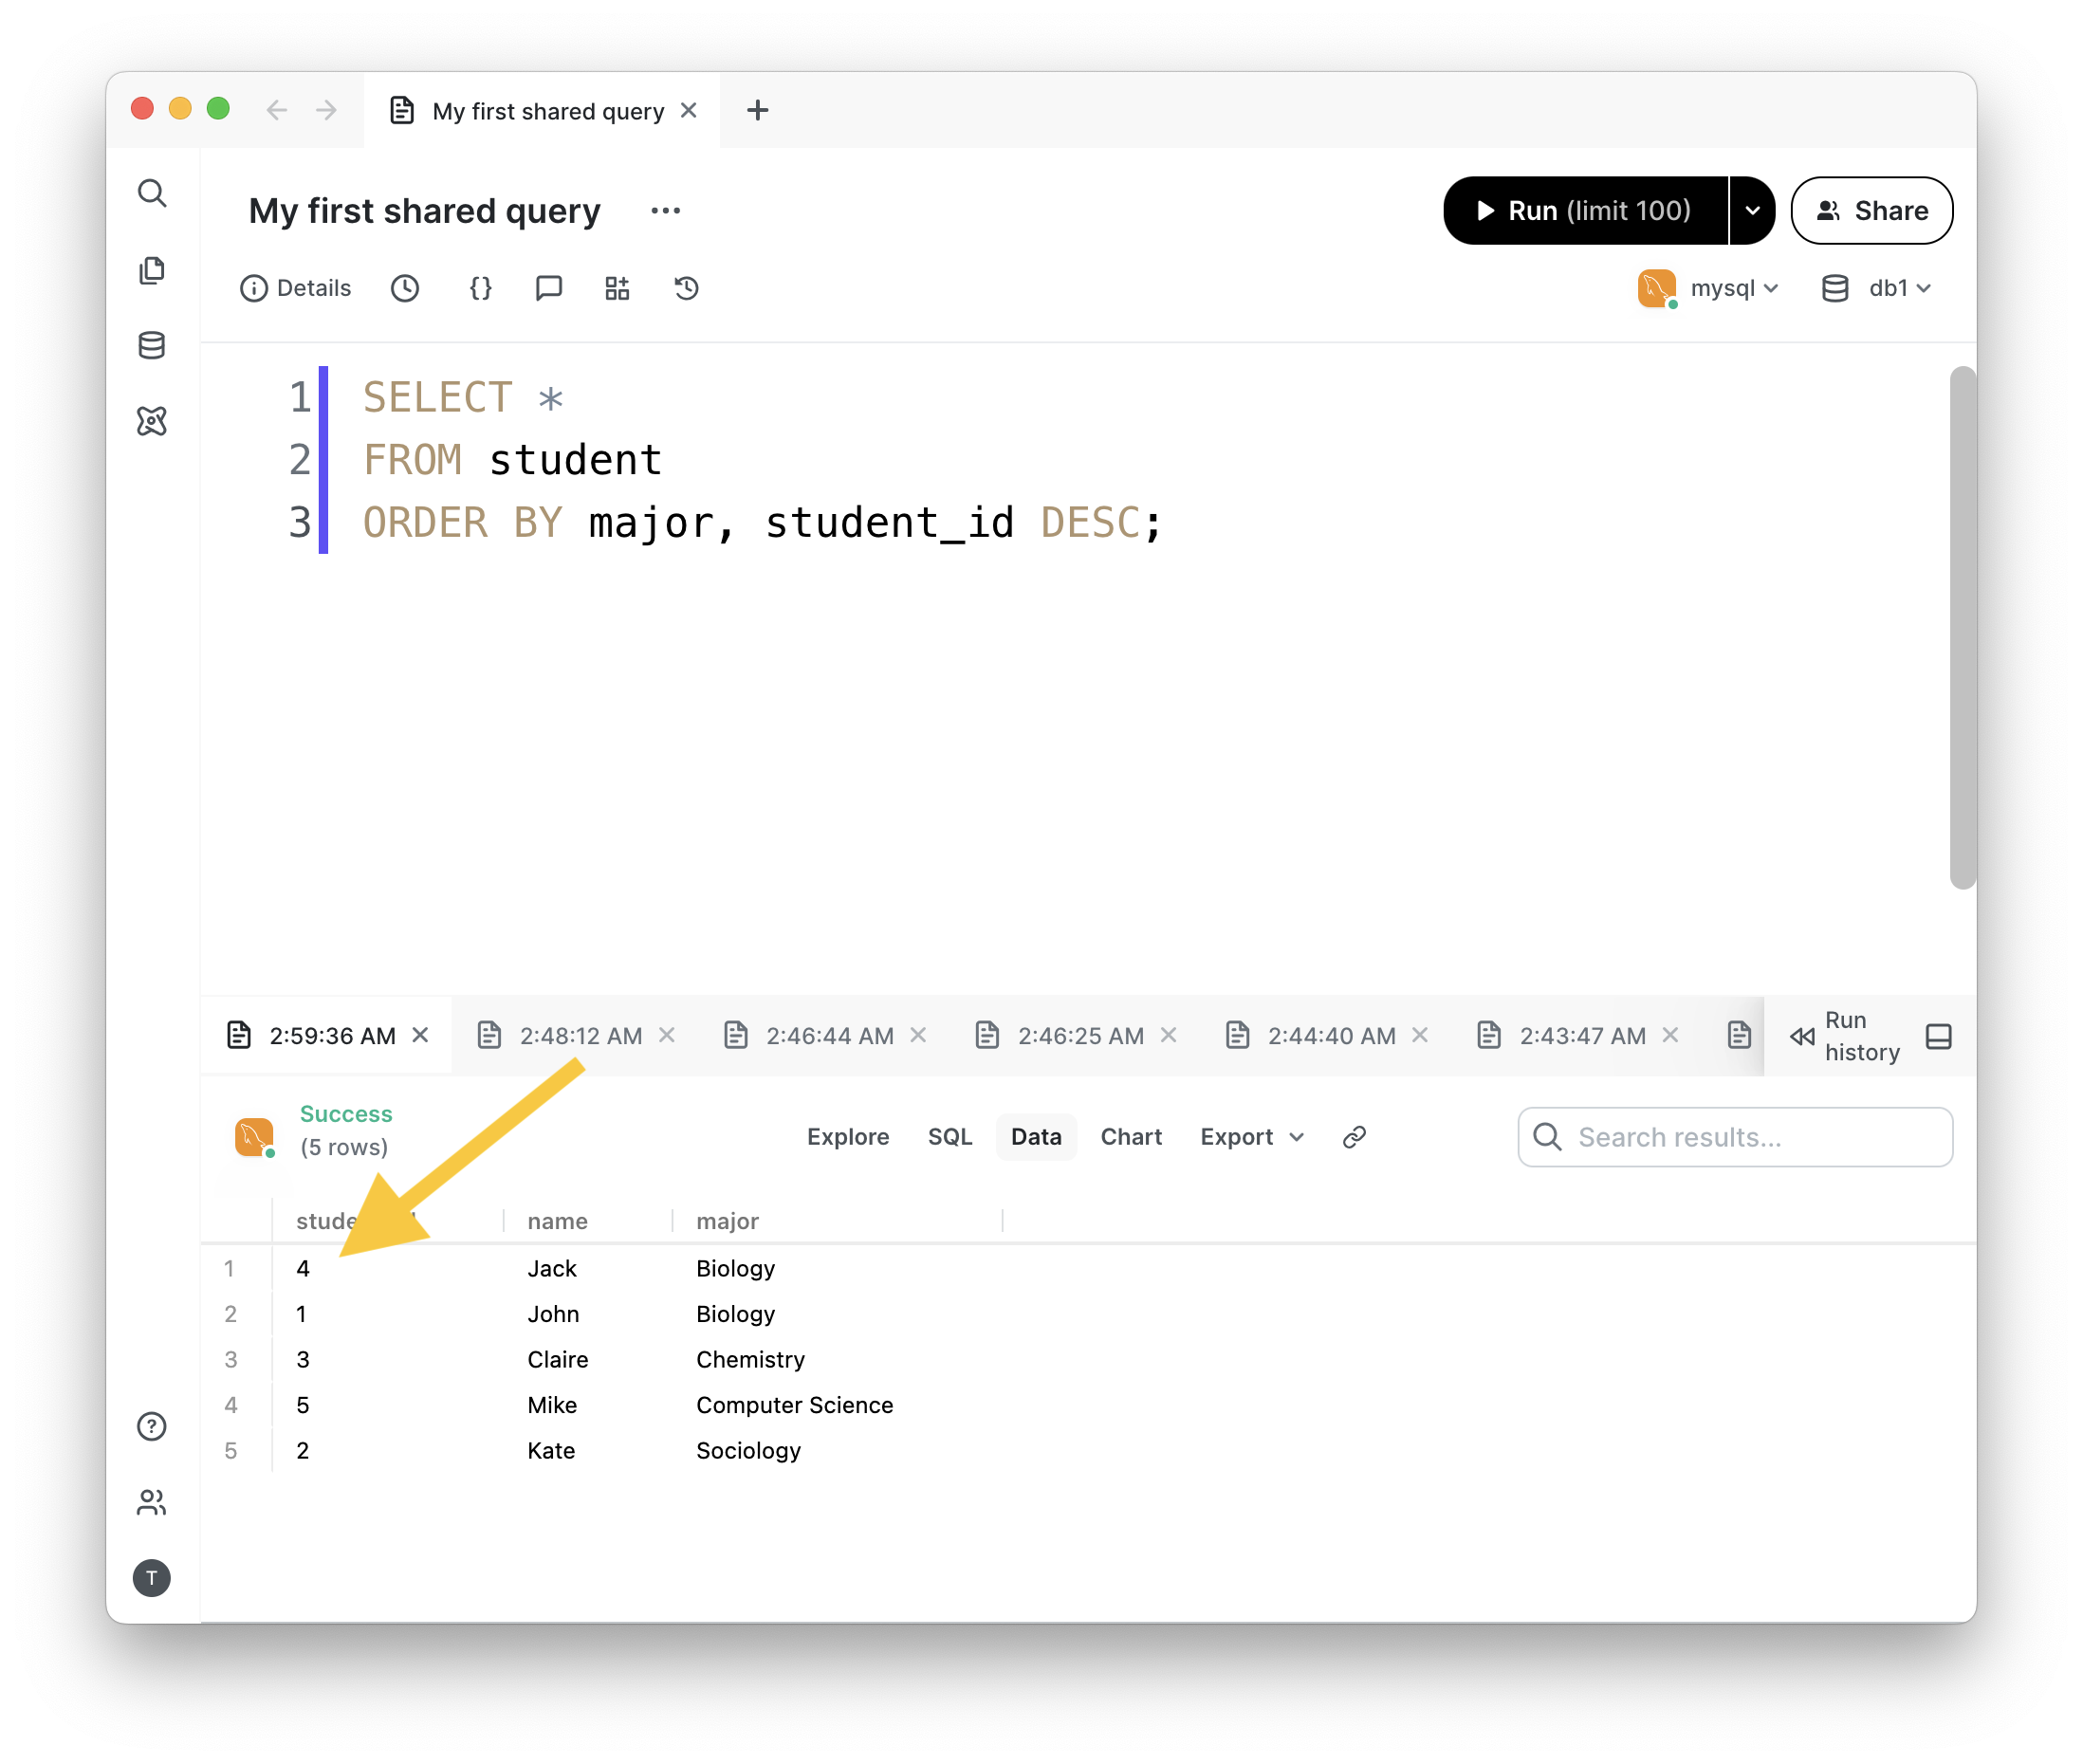 My first shared query
My first shared query
Run (limit 100)
Share
Details
{}
mysql
db1
1 SELECT *
2 FROM student
3 ORDER BY major, student_id DESC;
2:59:36 AM
2:48:12 AM
2:46:44 AM
2:46:25 AM
2:44:40 AM
2:43:47 AM
Run
history
Success
(5 rows)
Explore
SQL
Data
Chart
Export
Search results...
name major
1 4 Jack Biology
2 1 John Biology
3 3 Claire Chemistry
4 5 Mike Computer Science
5 2 Kate Sociology
T